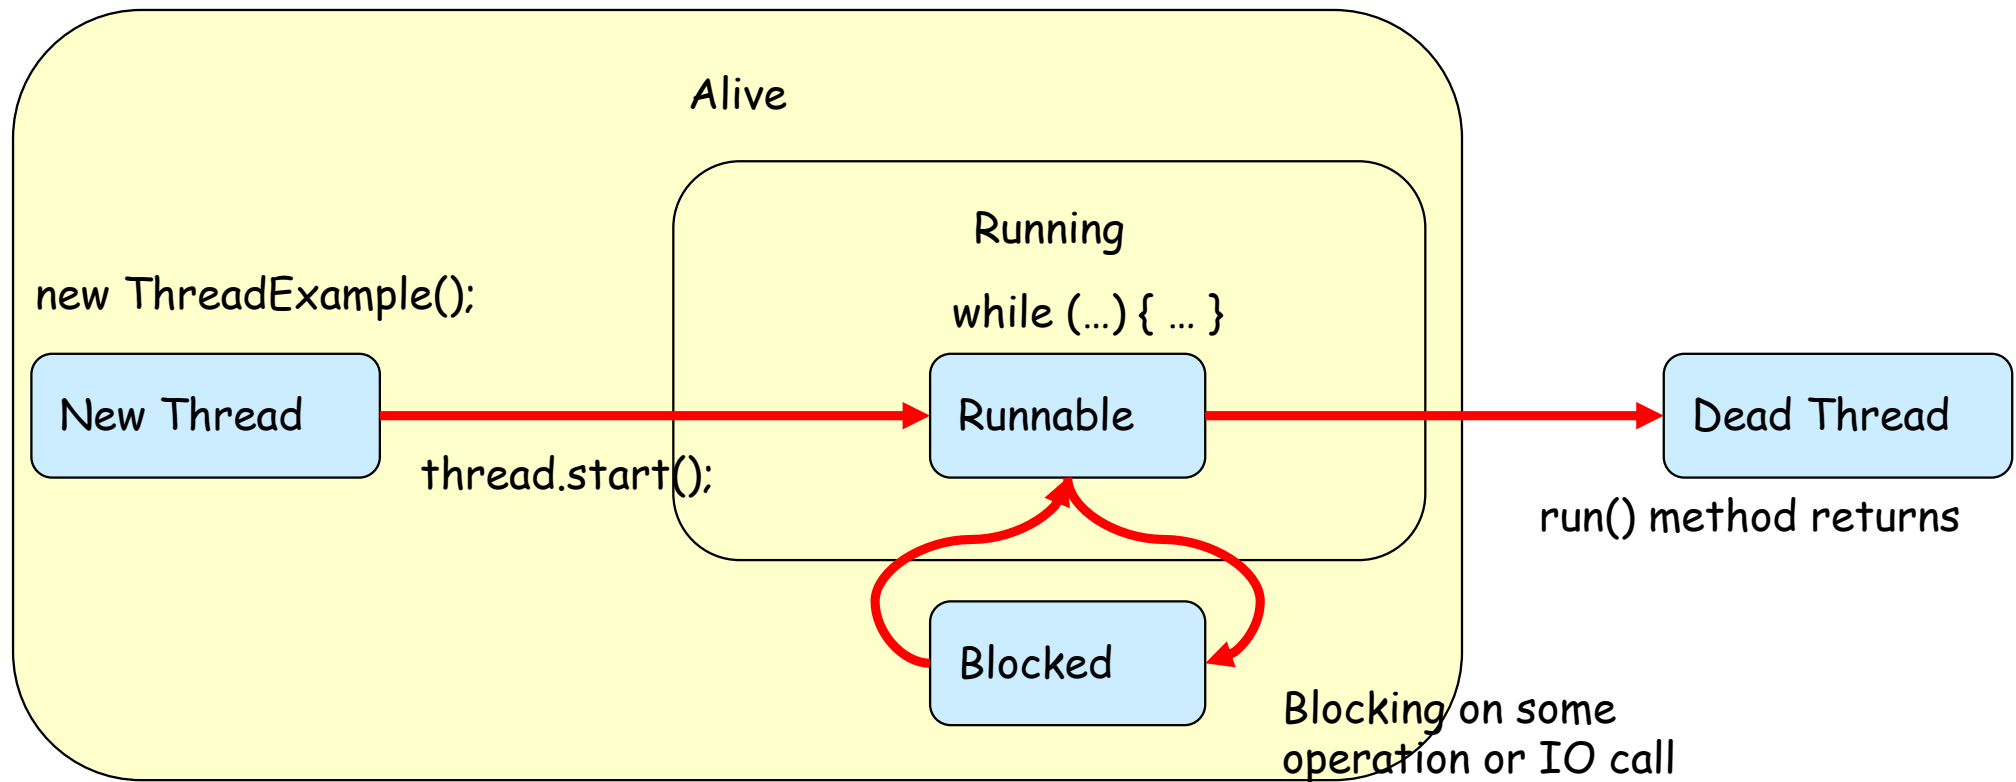 Alive
Running
new ThreadExample();
while (...) { ... }
New Thread
Runnable
Dead Thread
thread.start();
run() method returns
Blocked
Blocking on some
operation or IO call